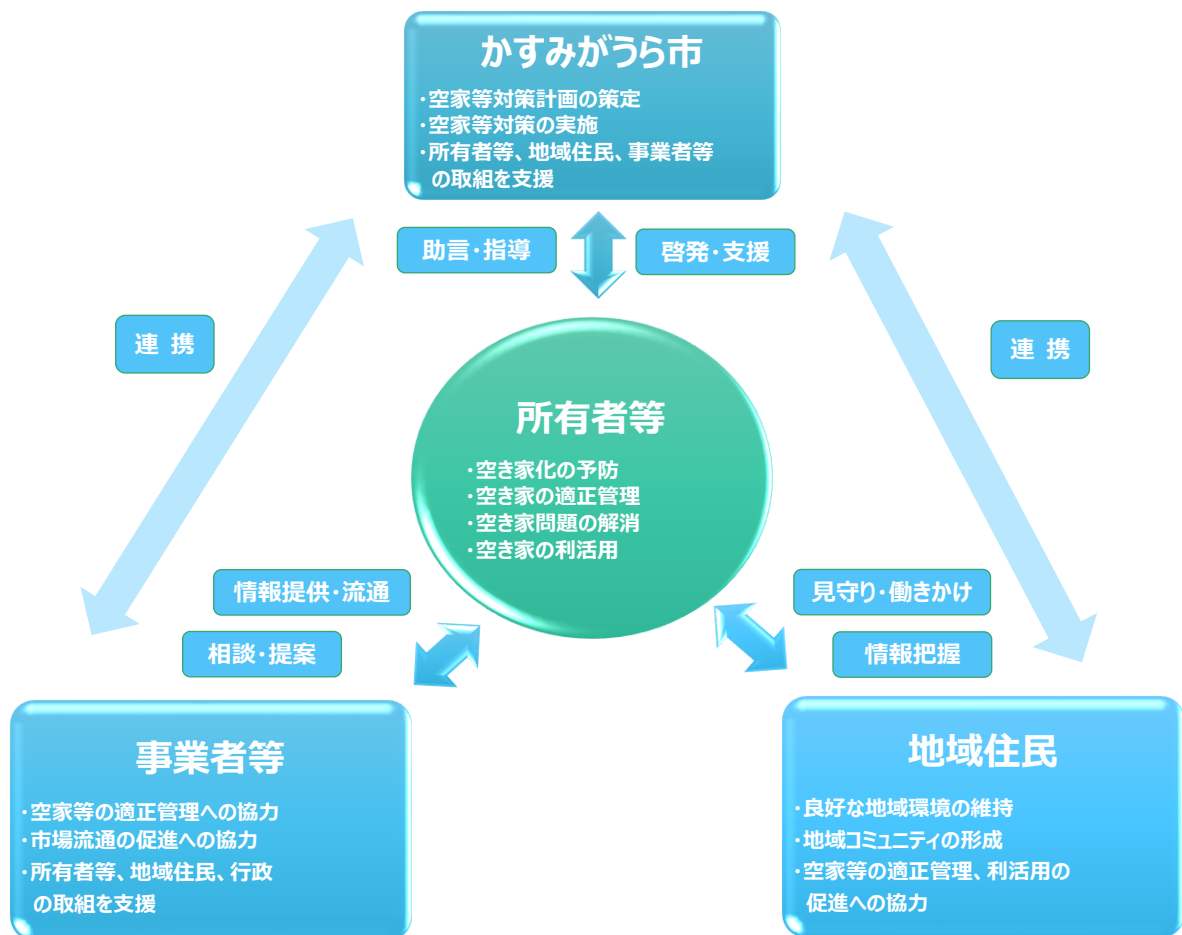 かすみがうら市
・空家等対策計画の策定
・空家等対策の実施
・所有者等、地域住民、事業者等
の取組を支援
助言・指導
啓発・支援
連 携
連 携
所有者等
・空き家化の予防
・空き家の適正管理
・空き家問題の解消
・空き家の利活用
情報提供・流通
相談・提案
見守り・働きかけ
情報把握
事業者等
・空家等の適正管理への協力
・市場流通の促進への協力
・所有者等、地域住民、行政
の取組を支援
地域住民
・良好な地域環境の維持
・地域コミュニティの形成
・空家等の適正管理、利活用の
促進への協力